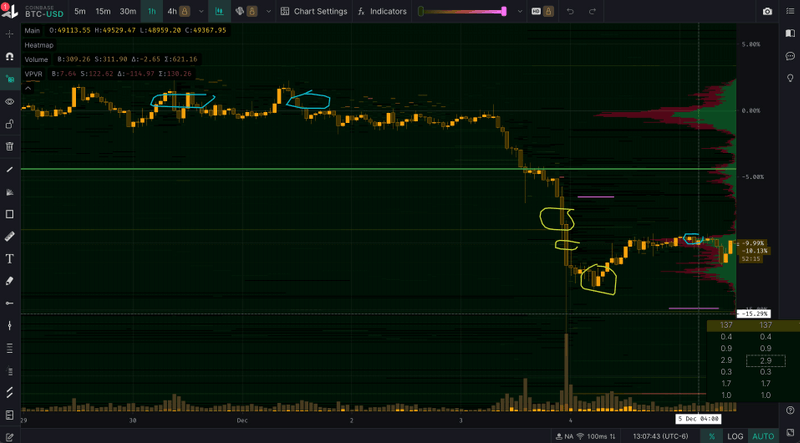 COINBASE
BTC-USD
5m 15m 30m 1h 4h
Chart Settings
Indicators
HD
Main O:49113.55 H:49529.47 L:48959.20 C:49367.95
Heatmap
Volume B:309.26 S:311.90 Δ:-2.65 Σ:621.16
VPVR B:7.64 S:122.62 Δ:-114.97 Σ:130.26
5.00%
0.00%
-5.00%
-9.99%
-10.13%
52:15
-15.29%
137 137
0.4 0.4
0.9 0.9
2.9 2.9
0.3 0.3
1.7 1.7
1.0 1.0
29 30 Dec 2 3 4 5 Dec 04:00
NA 100ms 13:07:43 (UTC-6) % LOG AUTO